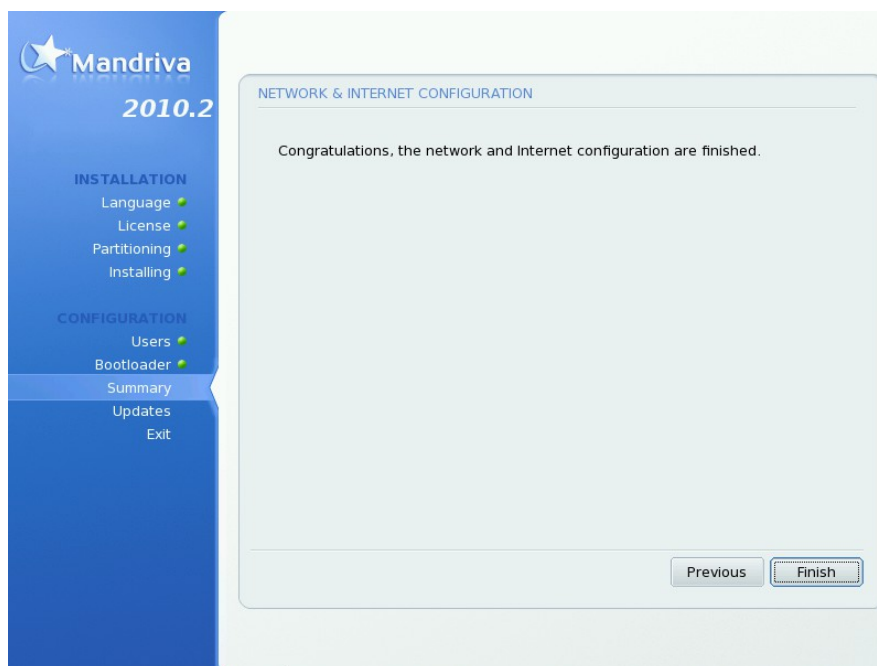 Mandriva
2010.2
INSTALLATION
Language
License
Partitioning
Installing
CONFIGURATION
Users
Bootloader
Summary
Updates
Exit
NETWORK & INTERNET CONFIGURATION
Congratulations, the network and Internet configuration are finished.
Previous
Finish